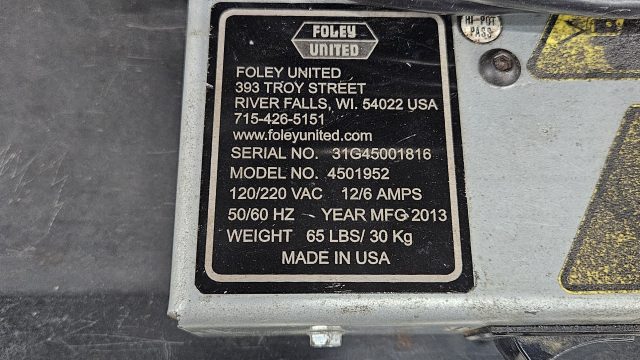 FOLEY
UNITED
HI-POT
PASS
FOLEY UNITED
393 TROY STREET
RIVER FALLS, WI. 54022 USA
715-426-5151
www.foleyunited.com
SERIAL NO. 31G45001816
MODEL NO. 4501952
120/220 VAC 12/6 AMPS
50/60 HZ YEAR MFG 2013
WEIGHT 65 LBS/ 30 Kg
MADE IN USA